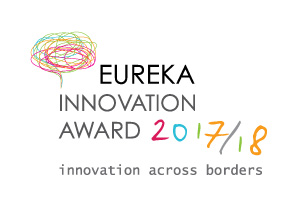 EUREKA
INNOVATION
AWARD 2017/18
innovation across borders